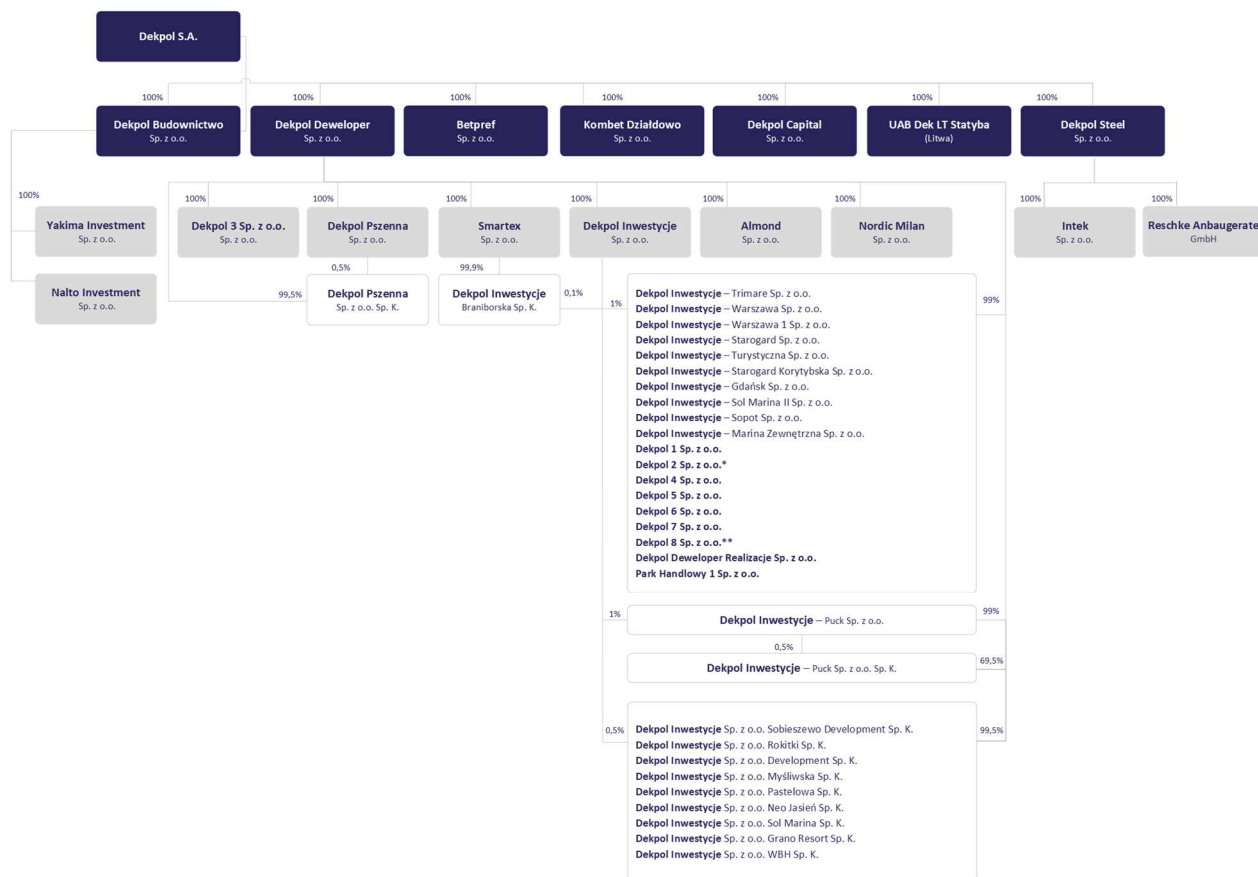 Dekpol S.A.
100%
100%
100%
100%
100%
100%
100%
Dekpol Budownictwo
Sp. z o.o.
Dekpol Deweloper
Sp. z o.o.
Betpref
Sp. z o.o.
Kombet Działdowo
Sp. z o.o.
Dekpol Capital
Sp. z o.o.
UAB Dek LT Statyba
(Litwa)
Dekpol Steel
Sp. z o.o.
100%
100%
100%
100%
100%
100%
100%
100%
100%
Yakima Investment
Sp. z o.o.
Dekpol 3 Sp. z o.o.
Sp. z o.o.
Dekpol Pszenna
Sp. z o.o.
Smartex
Sp. z o.o.
Dekpol Inwestycje
Sp. z o.o.
Almond
Sp. z o.o.
Nordic Milan
Sp. z o.o.
Intek
Sp. z o.o.
Reschke Anbaugerate
GmbH
0,5%
99,9%
Nalto Investment
Sp. z o.o.
99,5%
Dekpol Pszenna
Sp. z o.o. Sp. K.
Dekpol Inwestycje
Braniborska Sp. K.
0,1%
1%
99%
Dekpol Inwestycje – Trimare Sp. z o.o.
Dekpol Inwestycje – Warszawa Sp. z o.o.
Dekpol Inwestycje – Warszawa 1 Sp. z o.o.
Dekpol Inwestycje – Starogard Sp. z o.o.
Dekpol Inwestycje – Turystyczna Sp. z o.o.
Dekpol Inwestycje – Starogard Korytybska Sp. z o.o.
Dekpol Inwestycje – Gdańsk Sp. z o.o.
Dekpol Inwestycje – Sol Marina II Sp. z o.o.
Dekpol Inwestycje – Sopot Sp. z o.o.
Dekpol Inwestycje – Marina Zewnętrzna Sp. z o.o.
Dekpol 1 Sp. z o.o.
Dekpol 2 Sp. z o.o.*
Dekpol 4 Sp. z o.o.
Dekpol 5 Sp. z o.o.
Dekpol 6 Sp. z o.o.
Dekpol 7 Sp. z o.o.
Dekpol 8 Sp. z o.o.**
Dekpol Deweloper Realizacje Sp. z o.o.
Park Handlowy 1 Sp. z o.o.
1%
Dekpol Inwestycje – Puck Sp. z o.o.
99%
0,5%
Dekpol Inwestycje – Puck Sp. z o.o. Sp. K.
69,5%
0,5%
99,5%
Dekpol Inwestycje Sp. z o.o. Sobieszewo Development Sp. K.
Dekpol Inwestycje Sp. z o.o. Rokitki Sp. K.
Dekpol Inwestycje Sp. z o.o. Development Sp. K.
Dekpol Inwestycje Sp. z o.o. Myśliwska Sp. K.
Dekpol Inwestycje Sp. z o.o. Pastelowa Sp. K.
Dekpol Inwestycje Sp. z o.o. Neo Jasień Sp. K.
Dekpol Inwestycje Sp. z o.o. Sol Marina Sp. K.
Dekpol Inwestycje Sp. z o.o. Grano Resort Sp. K.
Dekpol Inwestycje Sp. z o.o. WBH Sp. K.